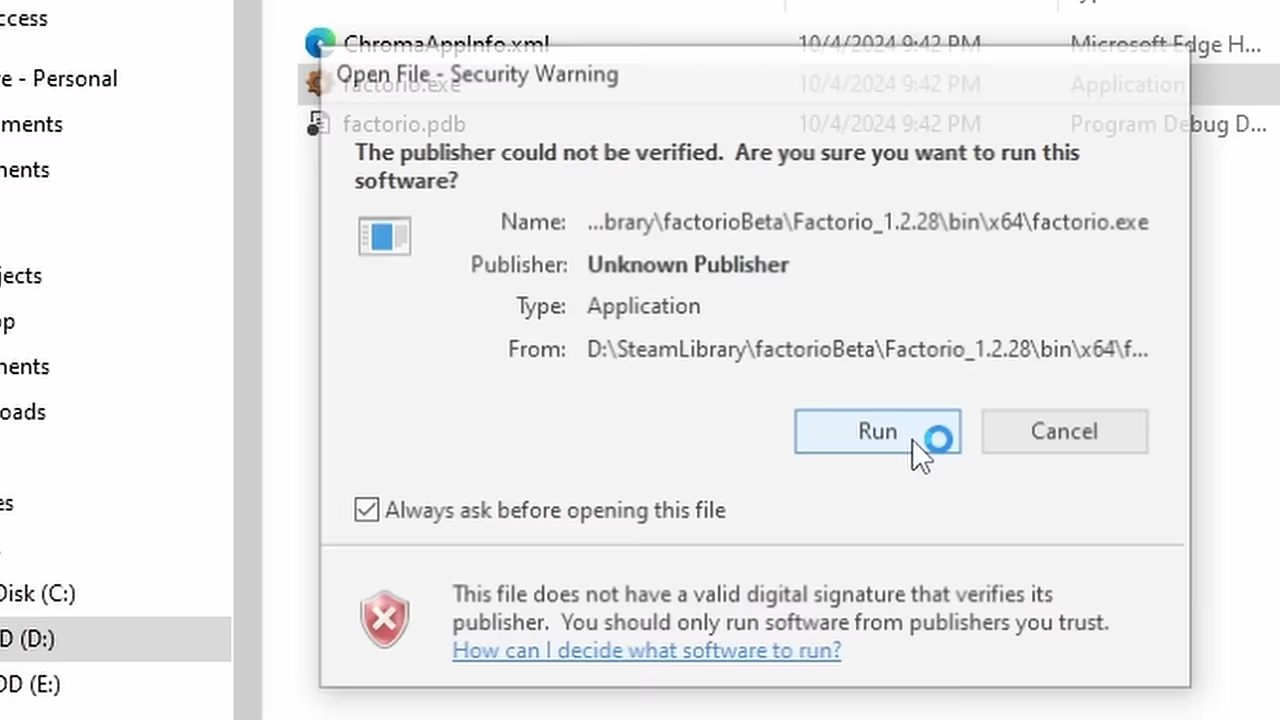 ccess
e - Personal
ments
ents
jects
op
ments
oads
es
Disk (C:)
D (D:)
DD (E:)
ChromaAppInfo.xml 10/4/2024 9:42 PM Microsoft Edge H...
factorio.exe 10/4/2024 9:42 PM Application
factorio.pdb 10/4/2024 9:42 PM Program Debug D...
Open File - Security Warning
The publisher could not be verified. Are you sure you want to run this
software?
Name: ...brary\factorioBeta\Factorio_1.2.28\bin\x64\factorio.exe
Publisher: Unknown Publisher
Type: Application
From: D:\SteamLibrary\factorioBeta\Factorio_1.2.28\bin\x64\f...
Run Cancel
Always ask before opening this file
This file does not have a valid digital signature that verifies its
publisher. You should only run software from publishers you trust.
How can I decide what software to run?